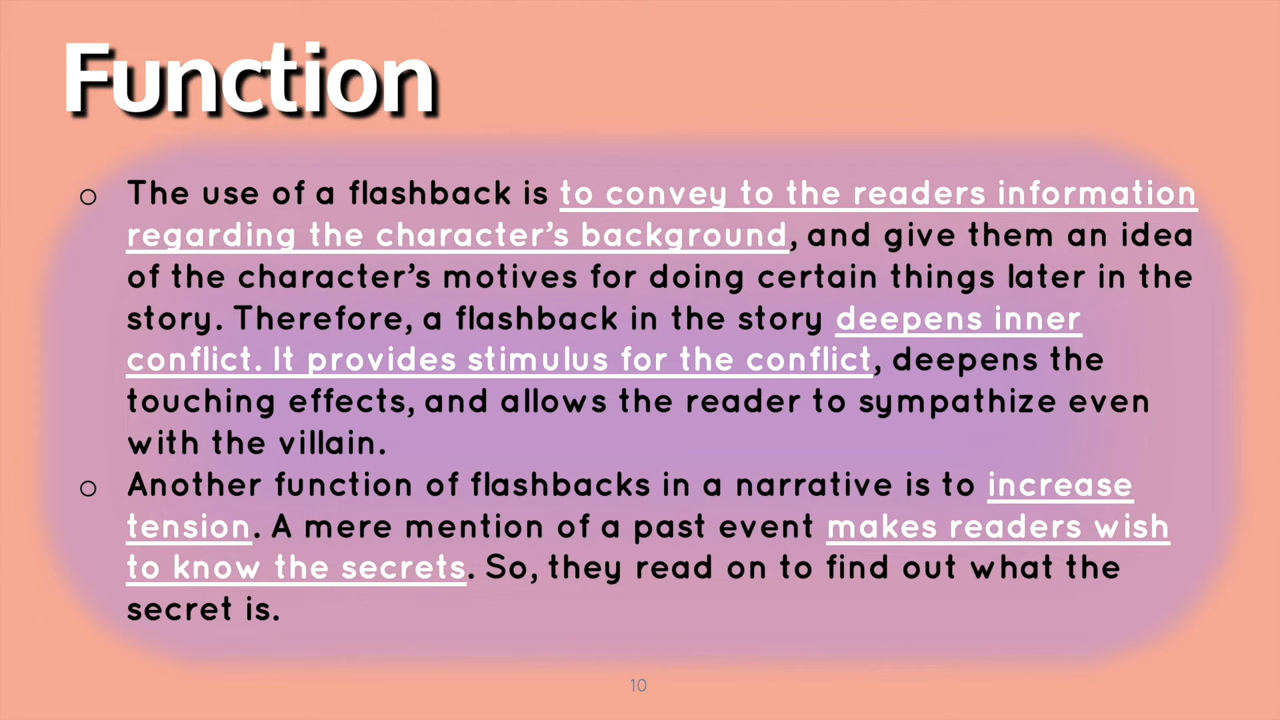 Function
o The use of a flashback is to convey to the readers information
regarding the character’s background, and give them an idea
of the character’s motives for doing certain things later in the
story. Therefore, a flashback in the story deepens inner
conflict. It provides stimulus for the conflict, deepens the
touching effects, and allows the reader to sympathize even
with the villain.
o Another function of flashbacks in a narrative is to increase
tension. A mere mention of a past event makes readers wish
to know the secrets. So, they read on to find out what the
secret is.
10